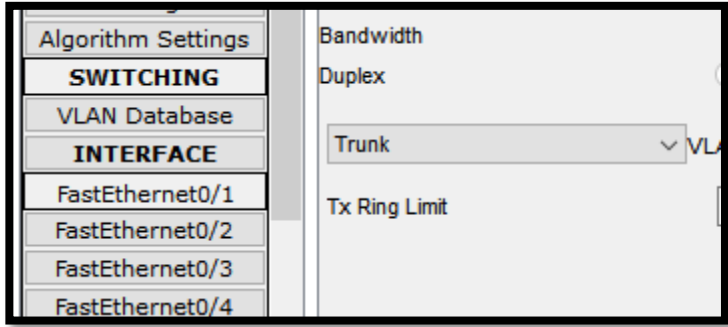 Algorithm Settings
SWITCHING
VLAN Database
INTERFACE
FastEthernet0/1
FastEthernet0/2
FastEthernet0/3
FastEthernet0/4
Bandwidth
Duplex
Trunk
Tx Ring Limit